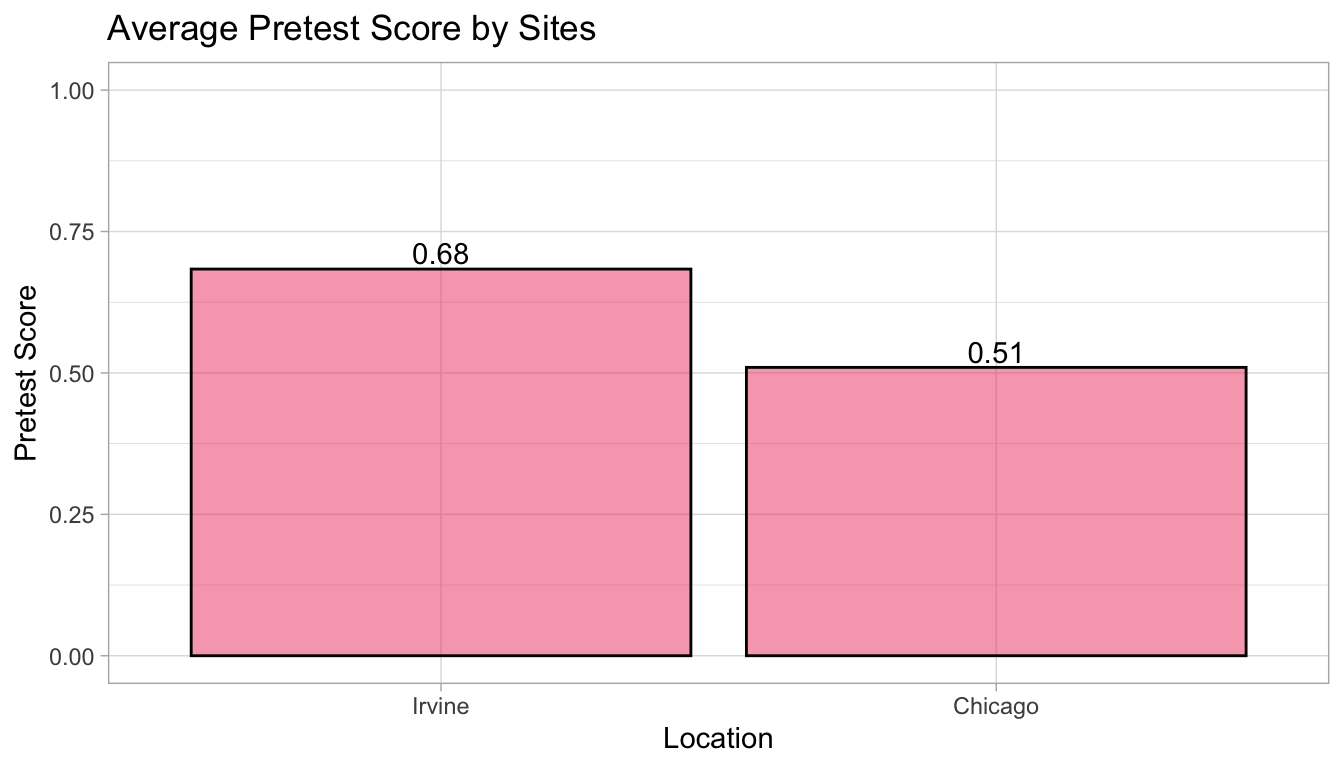 Average Pretest Score by Sites
1.00
0.75
0.68
0.51
0.50
0.25
0.00
Pretest Score
Irvine
Chicago
Location